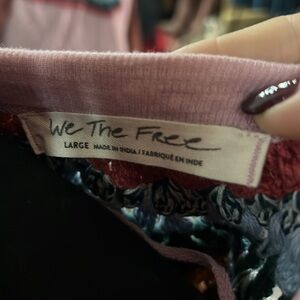 We The Free
LARGE MADE IN INDIA / FABRIQUÉ EN INDE